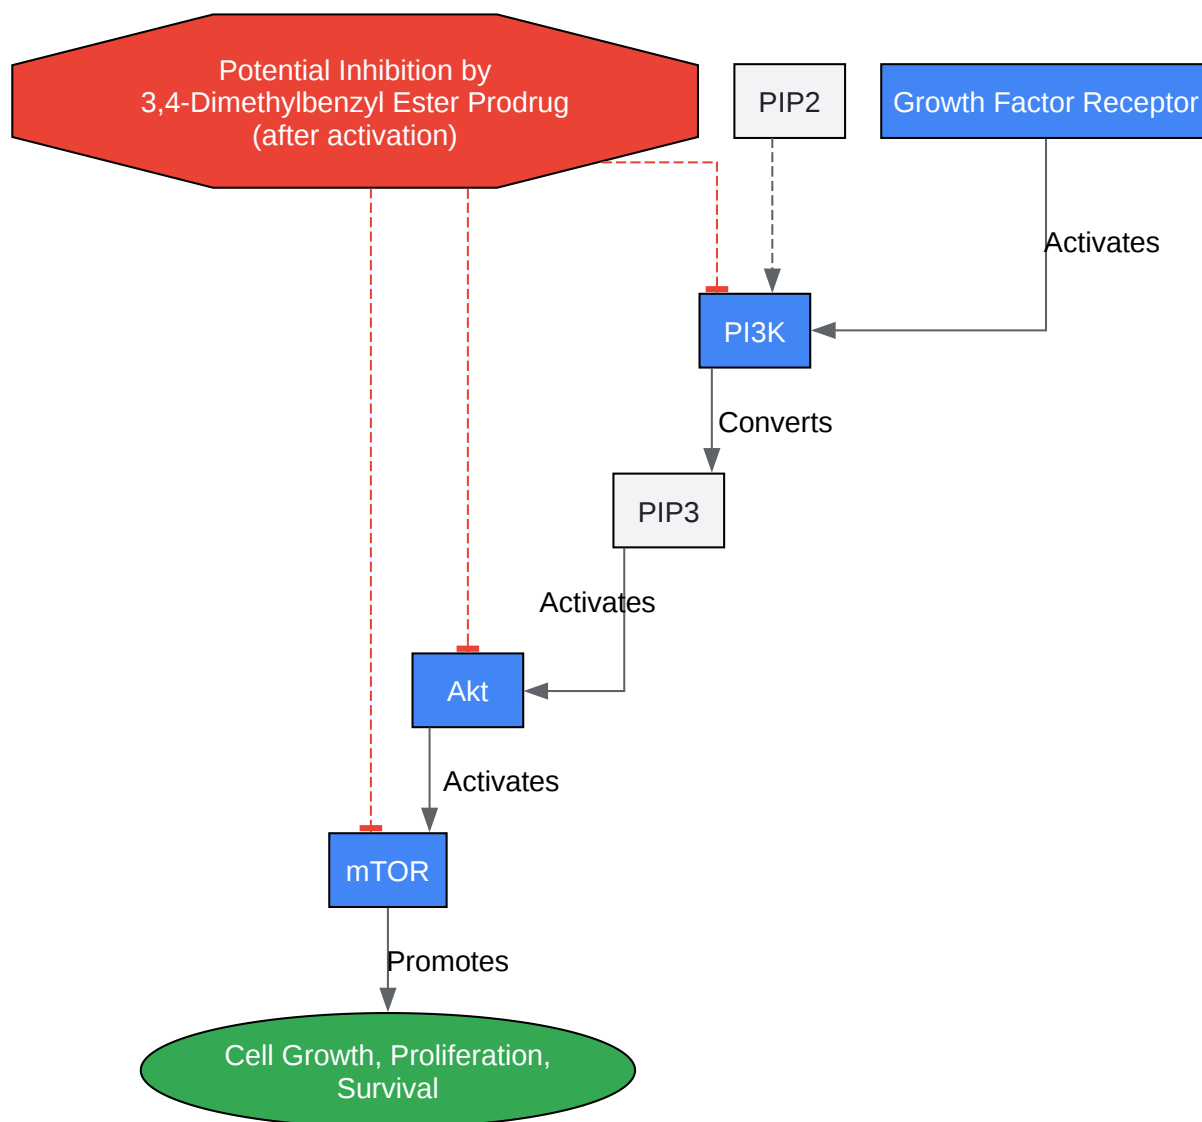 Potential Inhibition by
3,4-Dimethylbenzyl Ester Prodrug
(after activation)
PIP2
Growth Factor Receptor
Activates
PI3K
Converts
PIP3
Activates
Akt
Activates
mTOR
Promotes
Cell Growth, Proliferation,
Survival